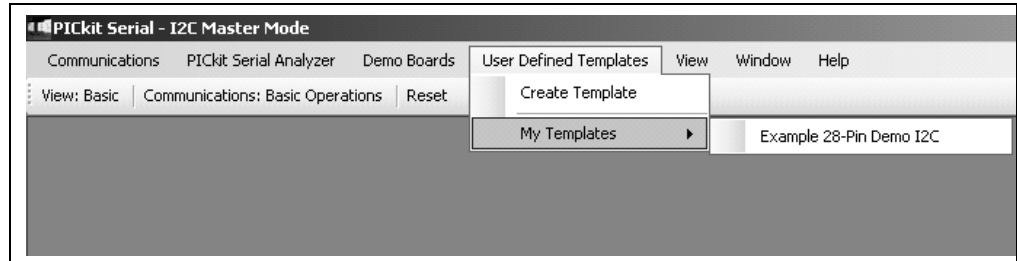 PICkit Serial - I2C Master Mode
Communications PICkit Serial Analyzer Demo Boards User Defined Templates View Window Help
View: Basic Communications: Basic Operations Reset
Create Template
My Templates
Example 28-Pin Demo I2C